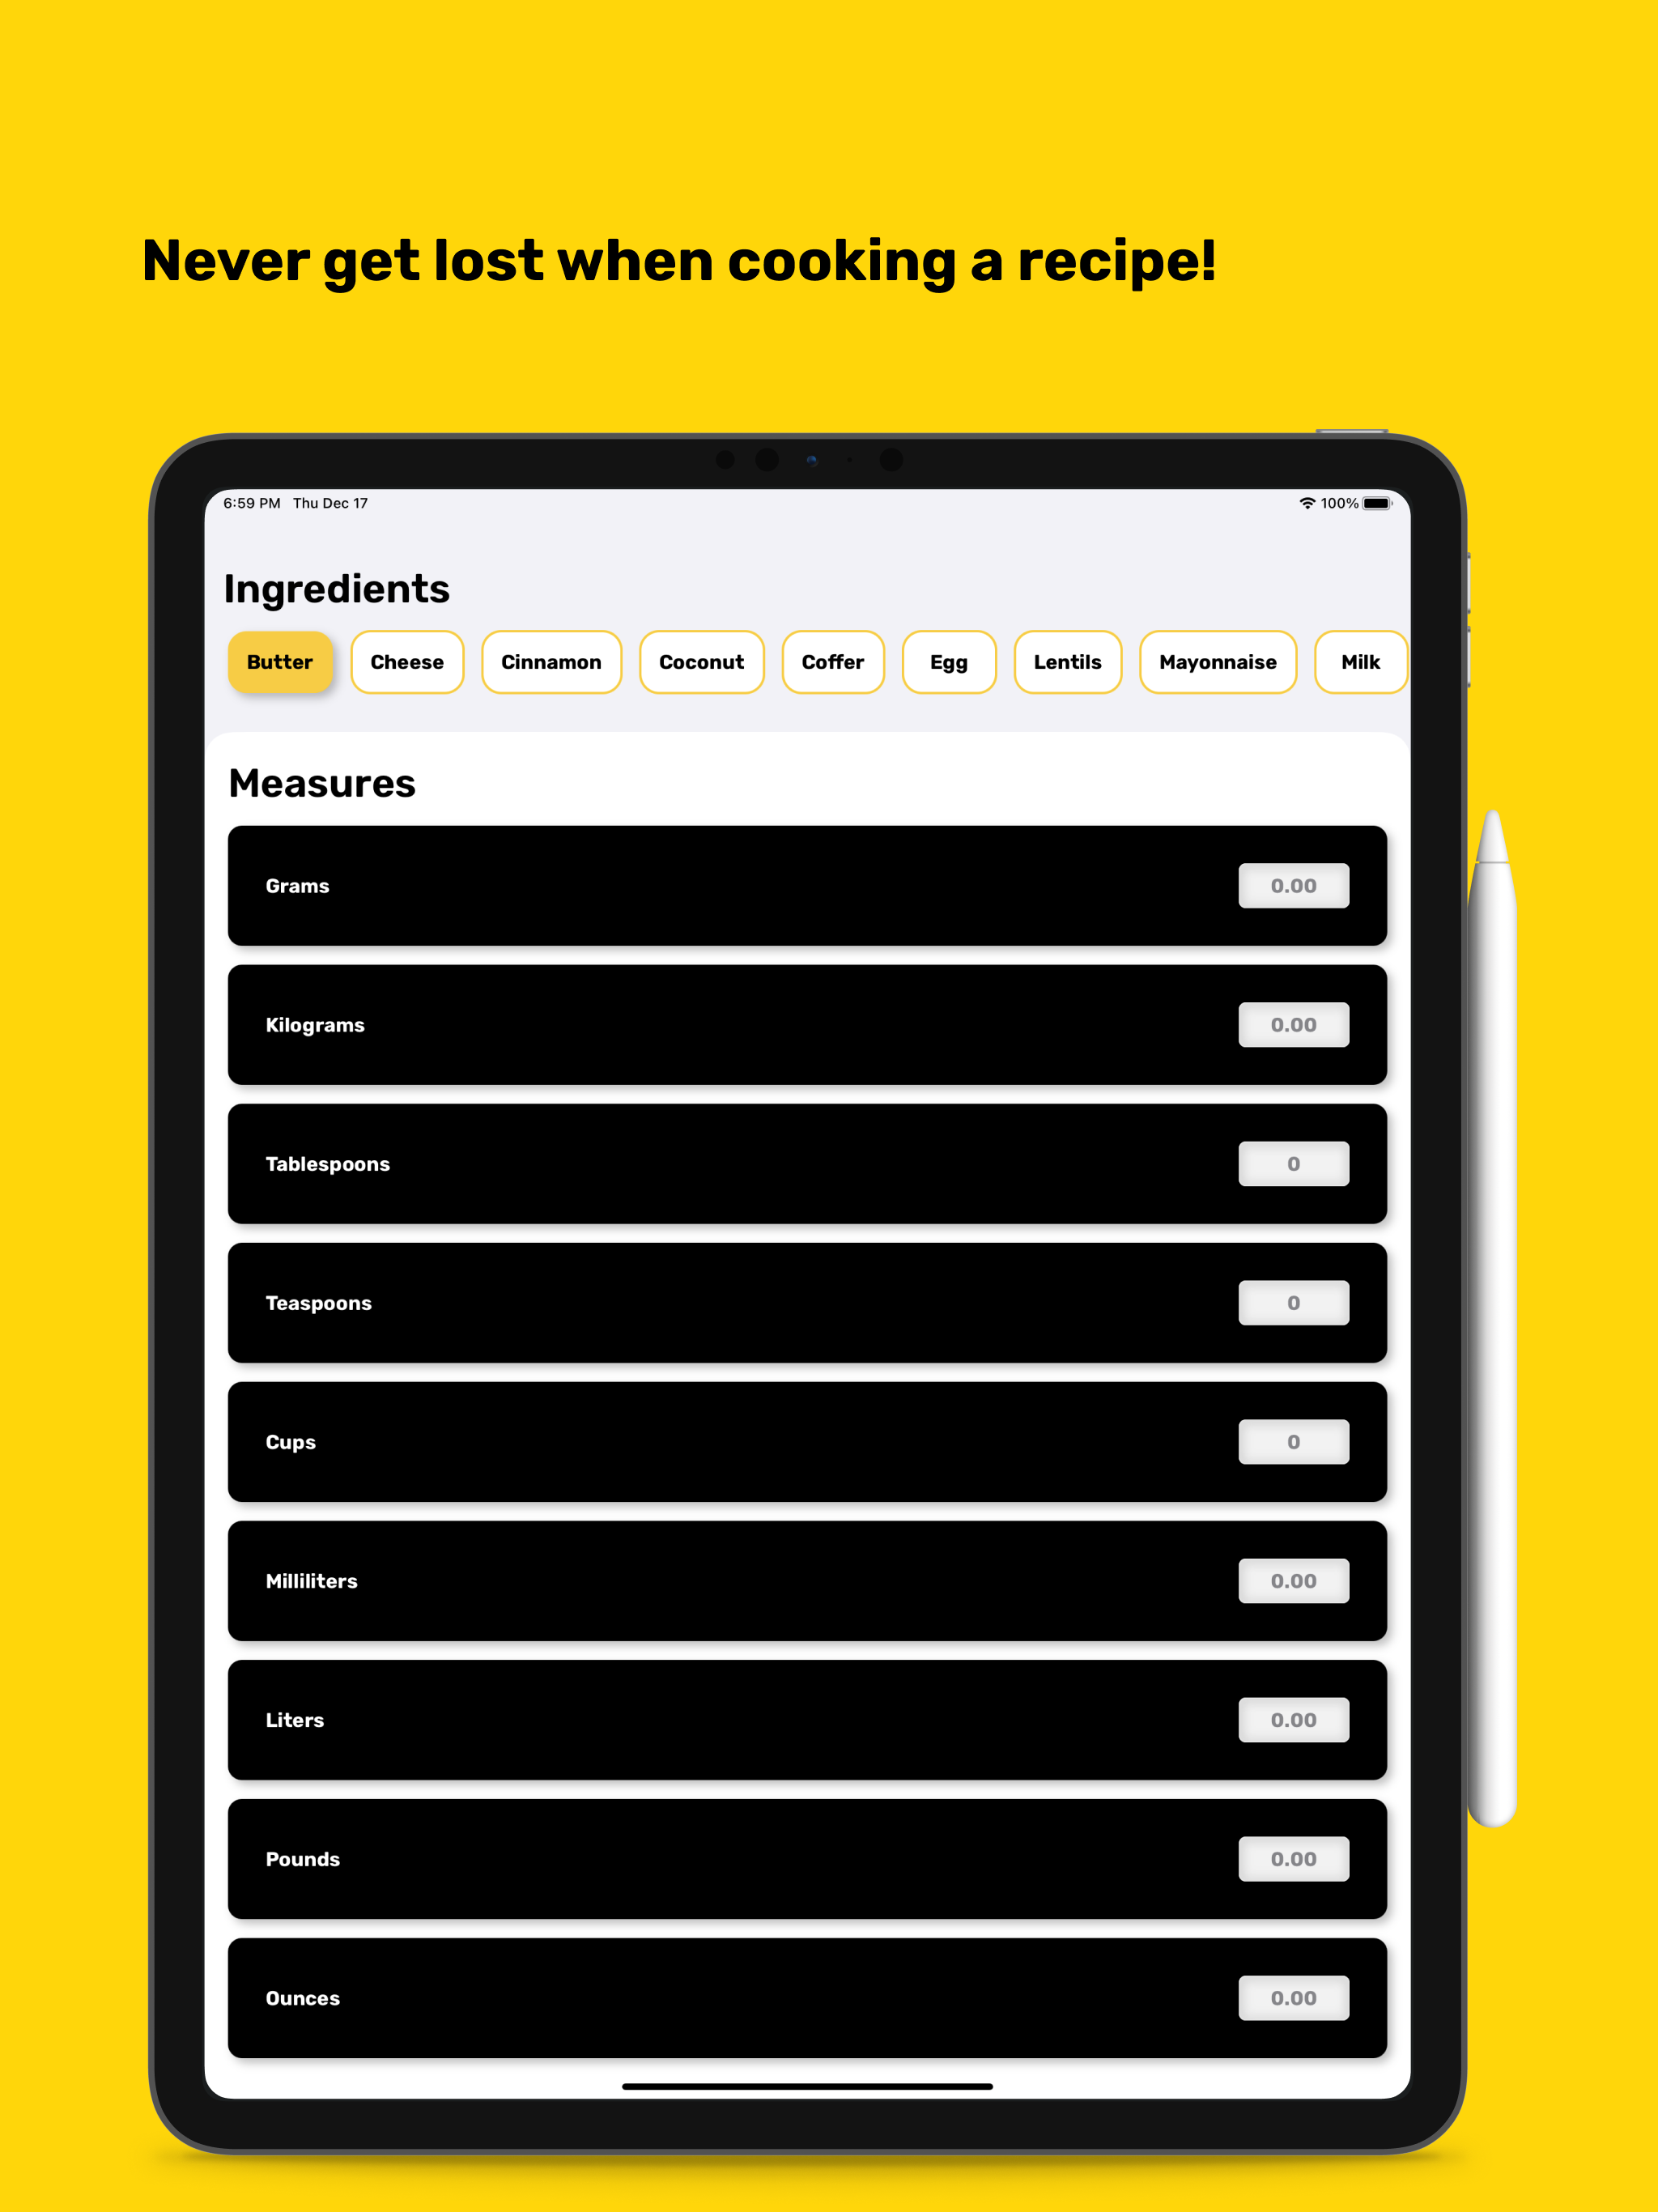 Never get lost when cooking a recipe!
6:59 PM Thu Dec 17 100%
Ingredients
Butter Cheese Cinnamon Coconut Coffer Egg Lentils Mayonnaise Milk
Measures
Grams 0.00
Kilograms 0.00
Tablespoons 0
Teaspoons 0
Cups 0
Milliliters 0.00
Liters 0.00
Pounds 0.00
Ounces 0.00